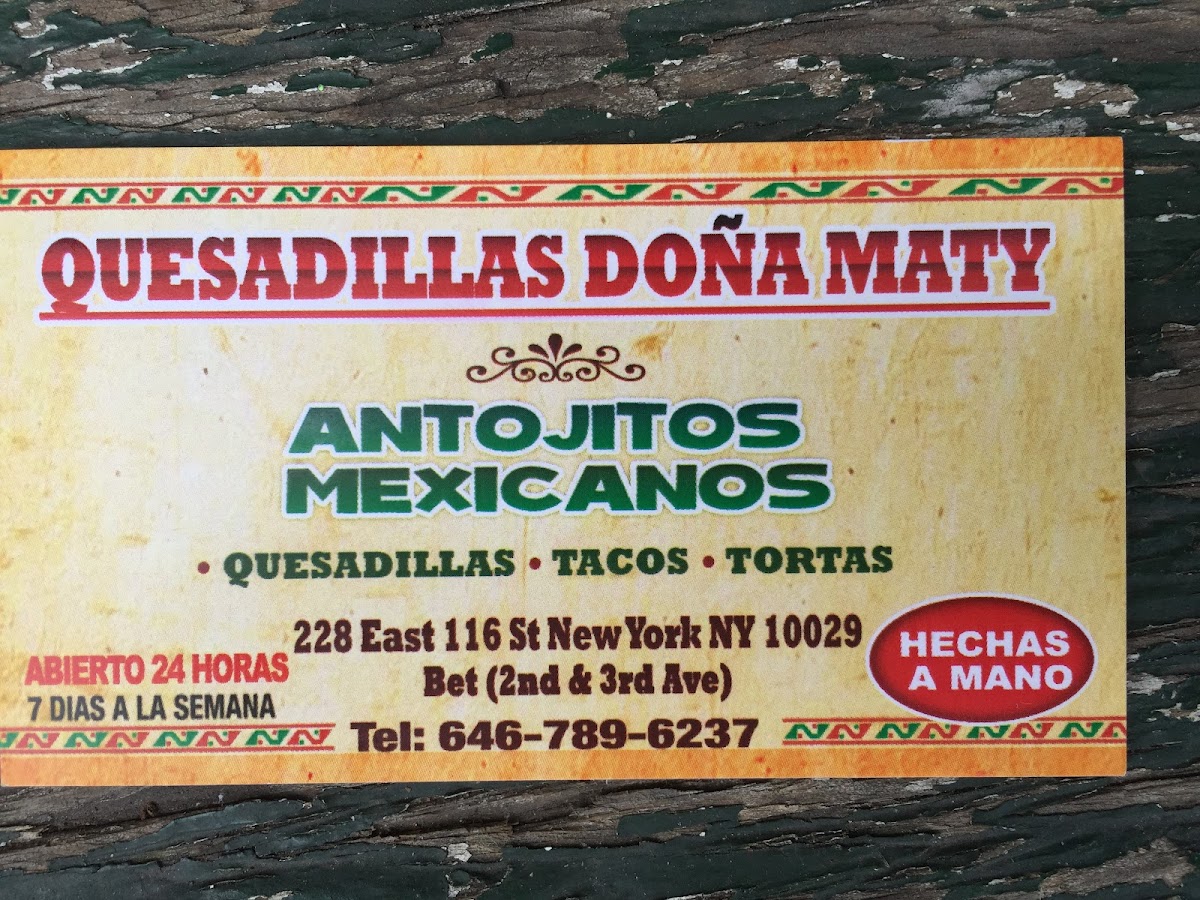 QUESADILLAS DOÑA MATY
ANTOJITOS
MEXICANOS
• QUESADILLAS • TACOS • TORTAS
228 East 116 St New York NY 10029
Bet (2nd & 3rd Ave)
Tel: 646-789-6237
ABIERTO 24 HORAS
7 DIAS A LA SEMANA
HECHAS
A MANO